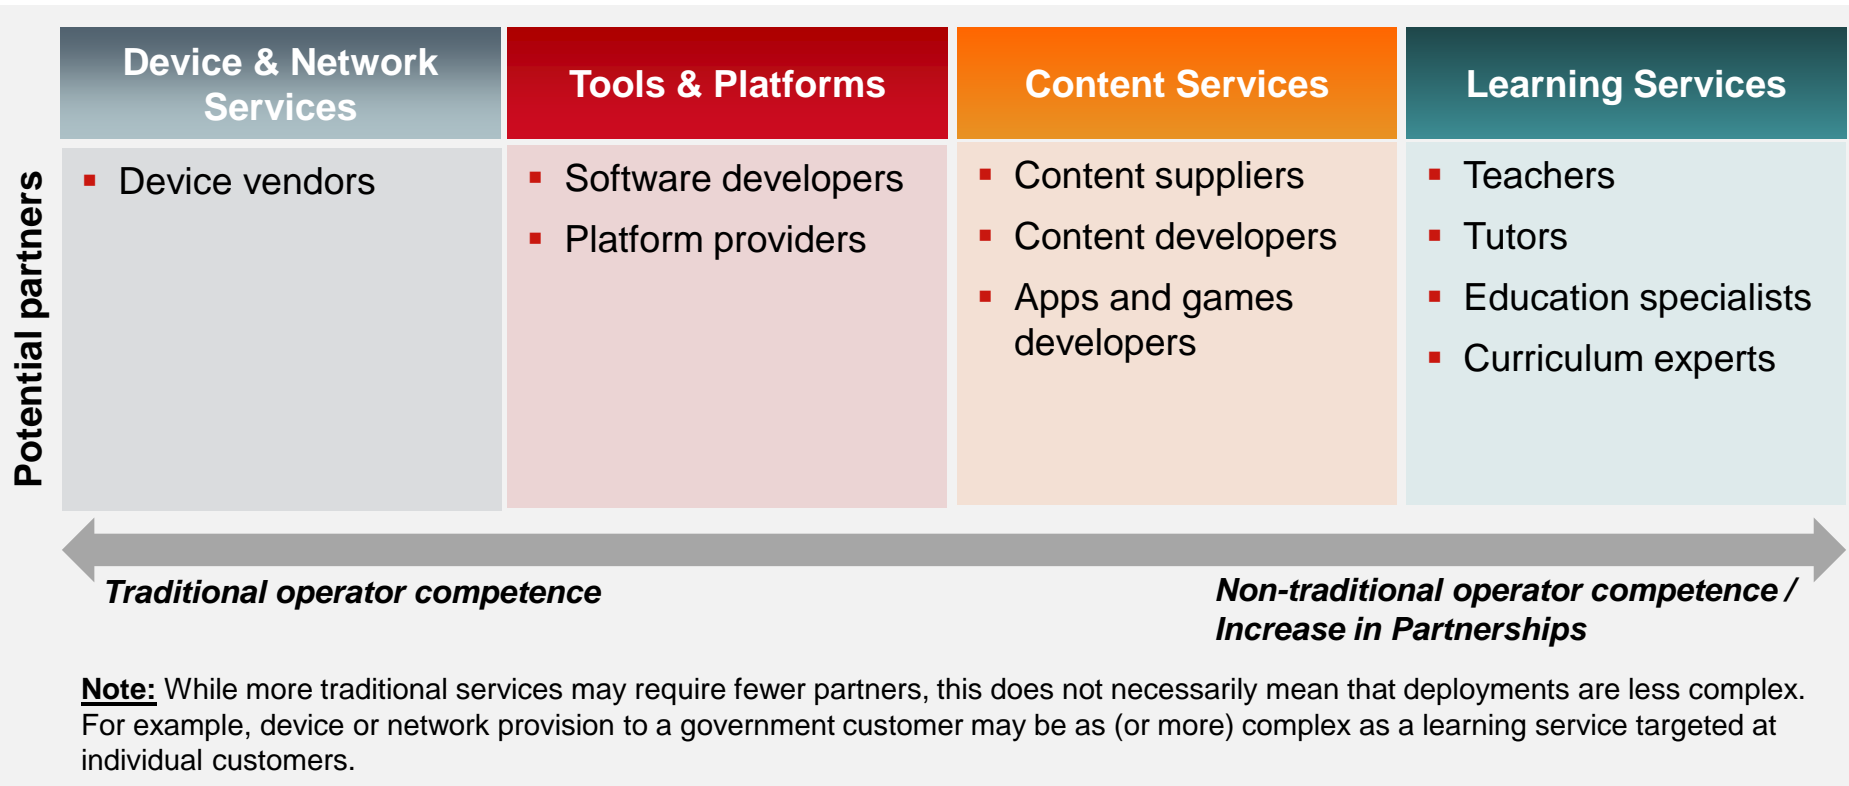 Device & Network
Services
Tools & Platforms
Content Services
Learning Services
Potential partners
▪ Device vendors
▪ Software developers
▪ Platform providers
▪ Content suppliers
▪ Content developers
▪ Apps and games
developers
▪ Teachers
▪ Tutors
▪ Education specialists
▪ Curriculum experts
Traditional operator competence
Non-traditional operator competence /
Increase in Partnerships
Note: While more traditional services may require fewer partners, this does not necessarily mean that deployments are less complex.
For example, device or network provision to a government customer may be as (or more) complex as a learning service targeted at
individual customers.